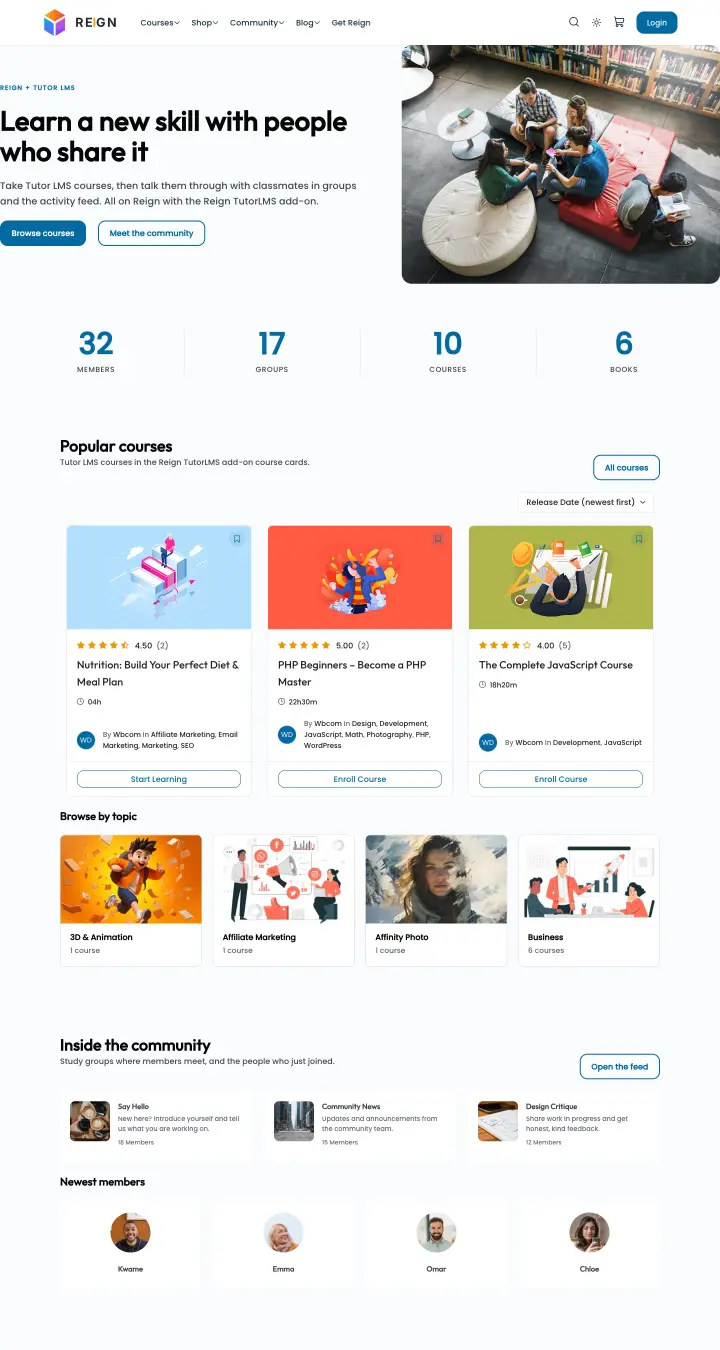 REIGN
Courses Shop Community Blog Get Reign
Login
REIGN + TUTOR LMS
Learn a new skill with people
who share it
Take Tutor LMS courses, then talk them through with classmates in groups
and the activity feed. All on Reign with the Reign TutorLMS add-on.
Browse courses Meet the community
32 17 10 6
MEMBERS GROUPS COURSES BOOKS
Popular courses
Tutor LMS courses in the Reign TutorLMS add-on course cards.
All courses
Release Date (newest first)
4.50 (2)
Nutrition: Build Your Perfect Diet &
Meal Plan
04h
WD
By Wbcom In Affiliate Marketing, Email
Marketing, Marketing, SEO
Start Learning
5.00 (2)
PHP Beginners – Become a PHP
Master
22h30m
WD
By Wbcom In Design, Development,
JavaScript, Math, Photography, PHP,
WordPress
Enroll Course
4.00 (5)
The Complete JavaScript Course
18h20m
WD
By Wbcom In Development, JavaScript
Enroll Course
Browse by topic
3D & Animation
1 course
Affiliate Marketing
1 course
Affinity Photo
1 course
Business
6 courses
Inside the community
Study groups where members meet, and the people who just joined.
Open the feed
Say Hello
New here? Introduce yourself and tell
us what you are working on.
18 Members
Community News
Updates and announcements from
the community team.
15 Members
Design Critique
Share work in progress and get
honest, kind feedback.
12 Members
Newest members
Kwame Emma Omar Chloe